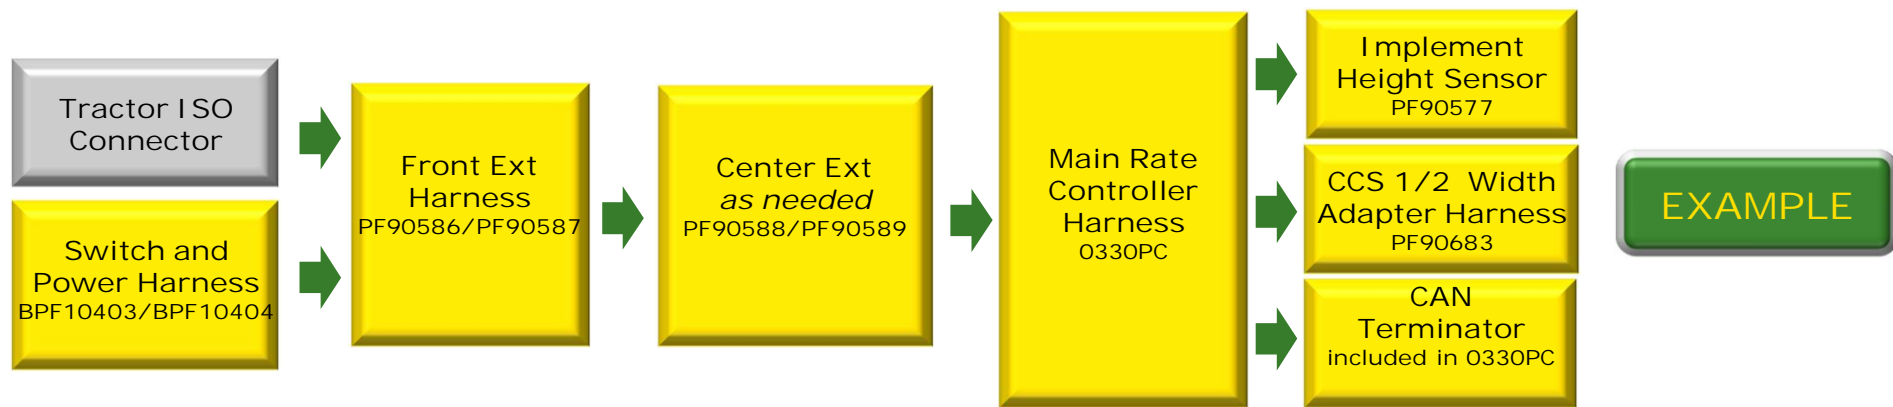 Tractor ISO
Connector
Switch and
Power Harness
BPF10403/BPF10404
Front Ext
Harness
PF90586/PF90587
Center Ext
as needed
PF90588/PF90589
Main Rate
Controller
Harness
0330PC
Implement
Height Sensor
PF90577
CCS 1/2 Width
Adapter Harness
PF90683
CAN
Terminator
included in 0330PC
EXAMPLE